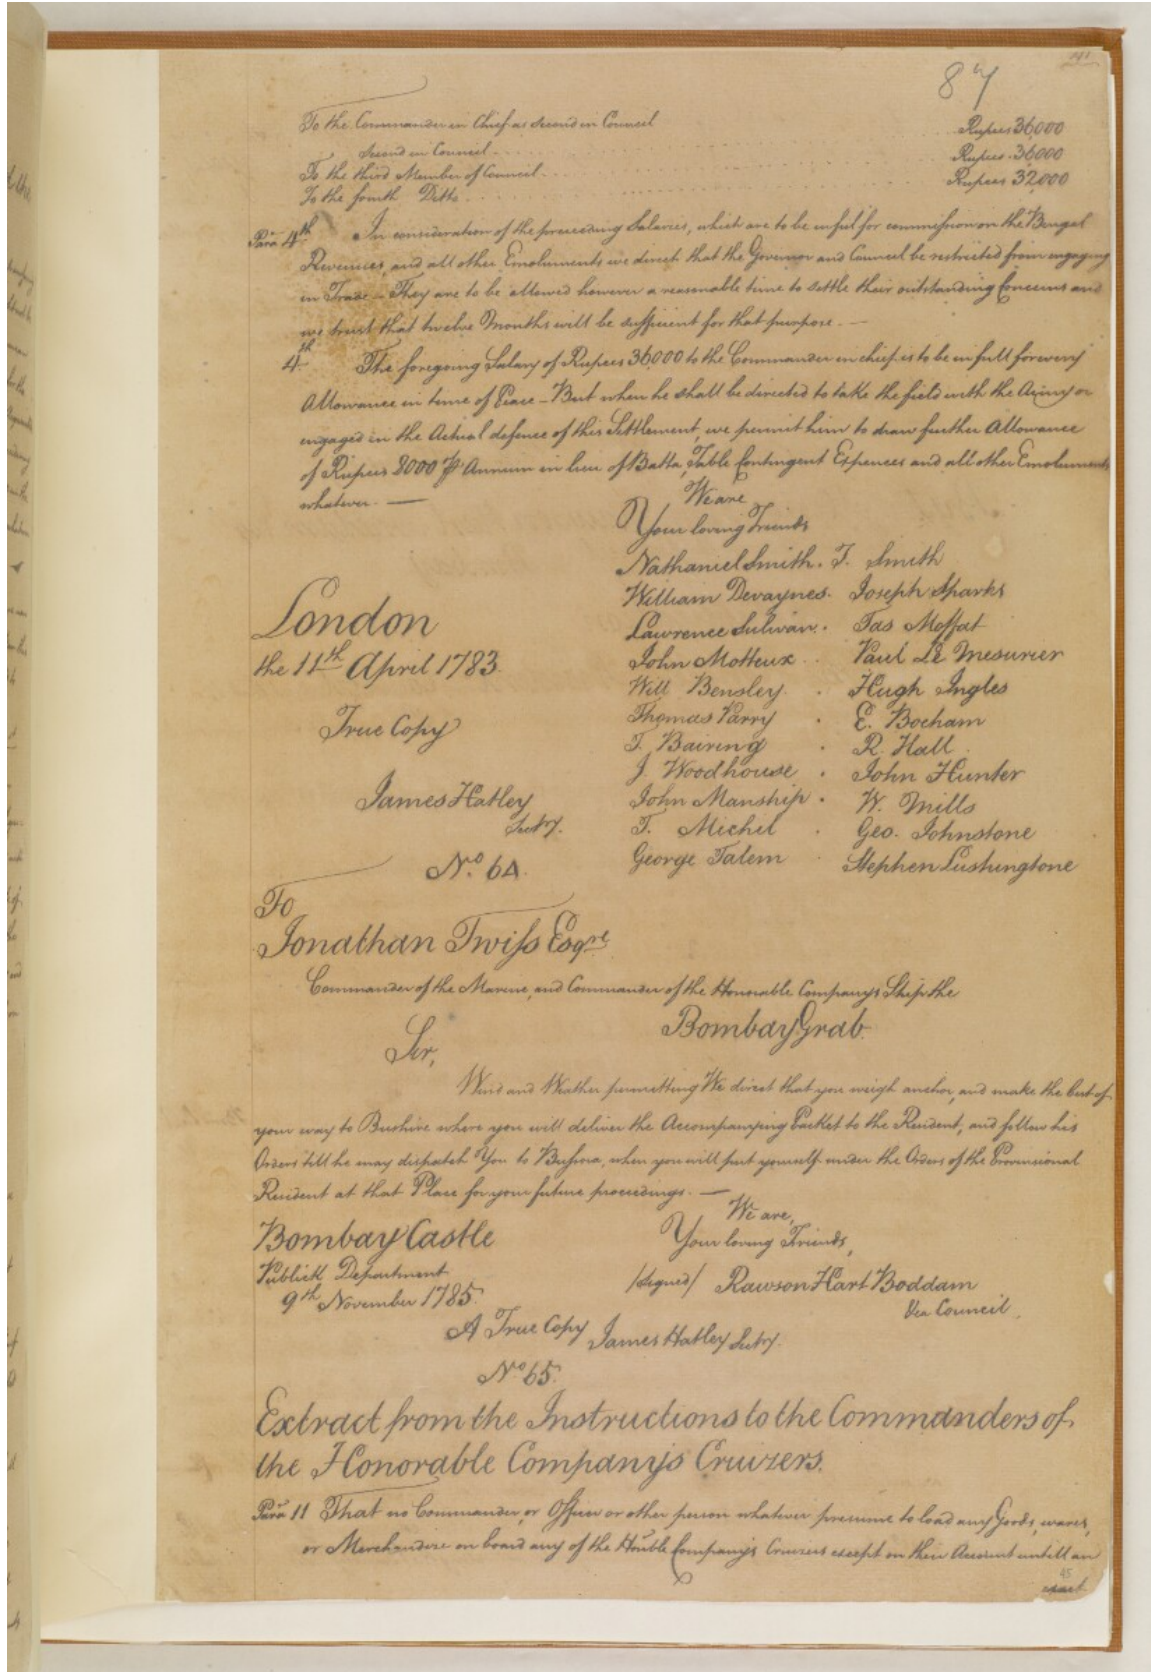 87
To the Commander in Chief as Second in Council Rupees 36,000
Second in Council Rupees 36000
To the third Member of Council Rupees 32,000
To the fourth Ditto
Para 4th In consideration of the preceeding Salaries, which are to be in full for commission on the Bengal
Revenues, and all other Emoluments we direct that the Governor and Council be restricted from engaging
in Trade - They are to be allowed however a reasonable time to settle their outstanding Concerns and
we trust that twelve Months will be sufficient for that purpose. —
4th The foregoing Salary of Rupees 36,000 to the Commander in chief is to be in full for every
Allowance in time of Peace - But when he shall be directed to take the field with the Army or
engaged in the Actual defence of this Settlement, we permit him to draw further Allowance
of Rupees 8000 P Annum in lieu of Batta, Table Contingent Expences and all other Emoluments
whatever. —
We are
Your loving Friends
Nathaniel Smith. T. Smith
William Devaynes. Joseph Sparks
Lawrence Sulivan. Jas Moffat
John Motteux. Paul Le Mesurier
Will Bensley. Hugh Ingles
Thomas Parry. E. Bocham
T. Bairing. R. Hall.
J. Woodhouse. John Hunter
John Manship. W. Mills
T. Michil. Geo. Johnstone
George Talem. Stephen Lushingtone
London
the 11th April 1783.
True Copy
James Hatley
Sectry.
No. 64.
To
Jonathan Twiss Esqre.
Commander of the Marine, and Commander of the Honorable Companys Ship the
Bombay Grab.
Sir,
Wind and Weather permitting We direct that you weigh anchor, and make the best of
your way to Bushire where you will deliver the Accompanying Packet to the Resident, and follow his
Orders till he may dispatch You to Bussora, when you will put yourself under the Orders of the Provisional
Resident at that Place for your future proceedings. —
We are,
Your loving Friends,
Bombay Castle
Publick Department
9th November 1785.
/Signed/ Rawson Hart Boddam
Council.
A True Copy James Hatley Sectry.
No 65.
Extract from the Instructions to the Commanders of
the Honorable Company's Cruizers.
Para 11 That no Commander, or Officer or other person whatever presume to load any Goods, wares,
or Merchandize on board any of the Honble Company's Cruizers except on their Account untill an
45
exact